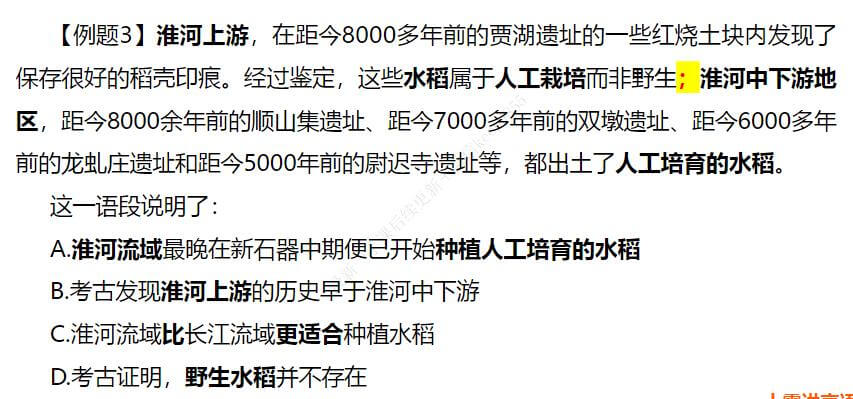 【例题3】淮河上游，在距今8000多年前的贾湖遗址的一些红烧土块内发现了
保存很好的稻壳印痕。经过鉴定，这些水稻属于人工栽培而非野生；淮河中下游地
区，距今8000余年前的顺山集遗址、距今7000多年前的双墩遗址、距今6000多年
前的龙虬庄遗址和距今5000年前的尉迟寺遗址等，都出土了人工培育的水稻。
这一语段说明了：
A.淮河流域最晚在新石器中期便已开始种植人工培育的水稻
B.考古发现淮河上游的历史早于淮河中下游
C.淮河流域比长江流域更适合种植水稻
D.考古证明，野生水稻并不存在